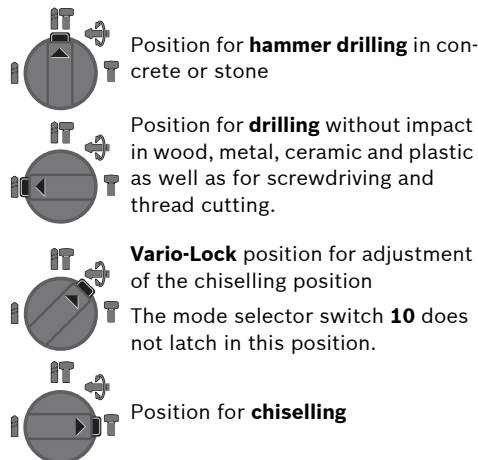 Position for hammer drilling in con-
crete or stone
Position for drilling without impact
in wood, metal, ceramic and plastic
as well as for screwdriving and
thread cutting.
Vario-Lock position for adjustment
of the chiselling position
The mode selector switch 10 does
not latch in this position.
Position for chiselling